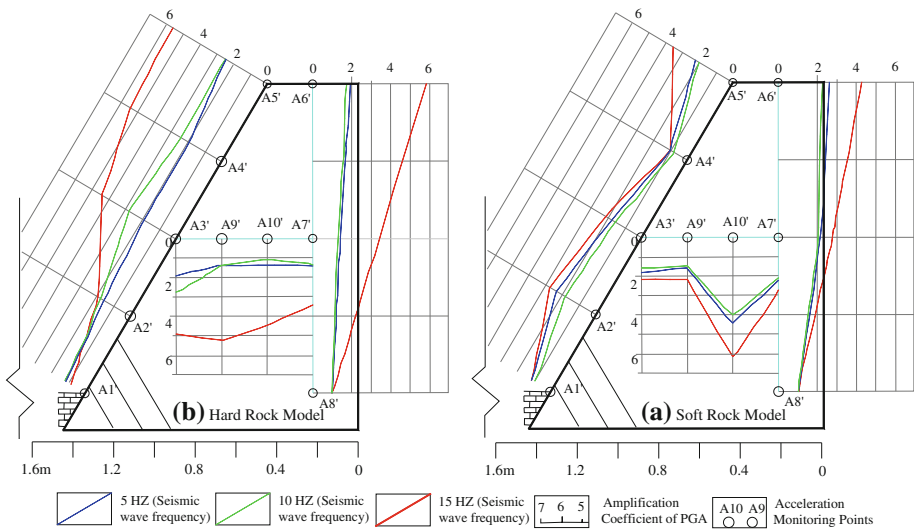 6
4
2
0
0
2
4
6
A5'
A6'
A4'
A3'
A9'
A10'
A7'
0
2
4
6
A2'
A1'
A8'
(b) Hard Rock Model
1.6m
1.2
0.8
0.4
0
4
2
0
0
2
4
6
A5'
A6'
A4'
A3'
A9'
A10'
A7'
0
2
4
6
A2'
A1'
A8'
(a) Soft Rock Model
1.6m
1.2
0.8
0.4
0
5 HZ (Seismic
wave frequency)
10 HZ (Seismic
wave frequency)
15 HZ (Seismic
wave frequency)
7 6 5
Amplification
Coefficient of PGA
A10 A9
Acceleration
Monitoring Points